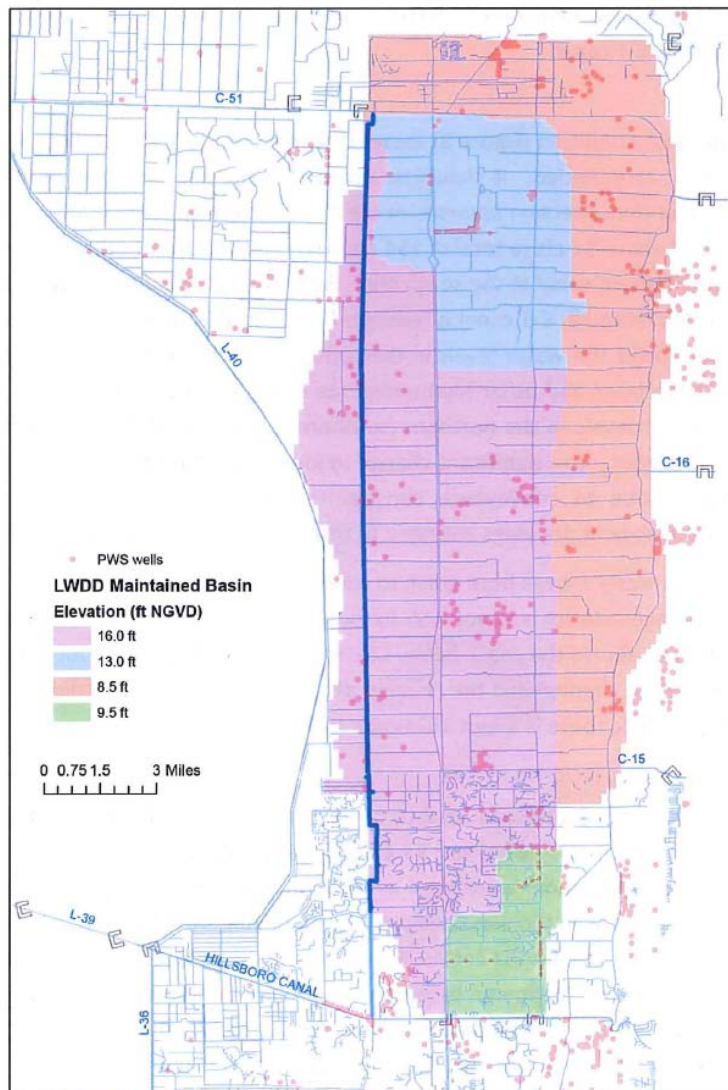 C-51
L-40
C-16
PWS wells
LWDD Maintained Basin
Elevation (ft NGVD)
16.0 ft
13.0 ft
8.5 ft
9.5 ft
0 0.75 1.5 3 Miles
C-15
L-39
HILLSBORO CANAL
L-36